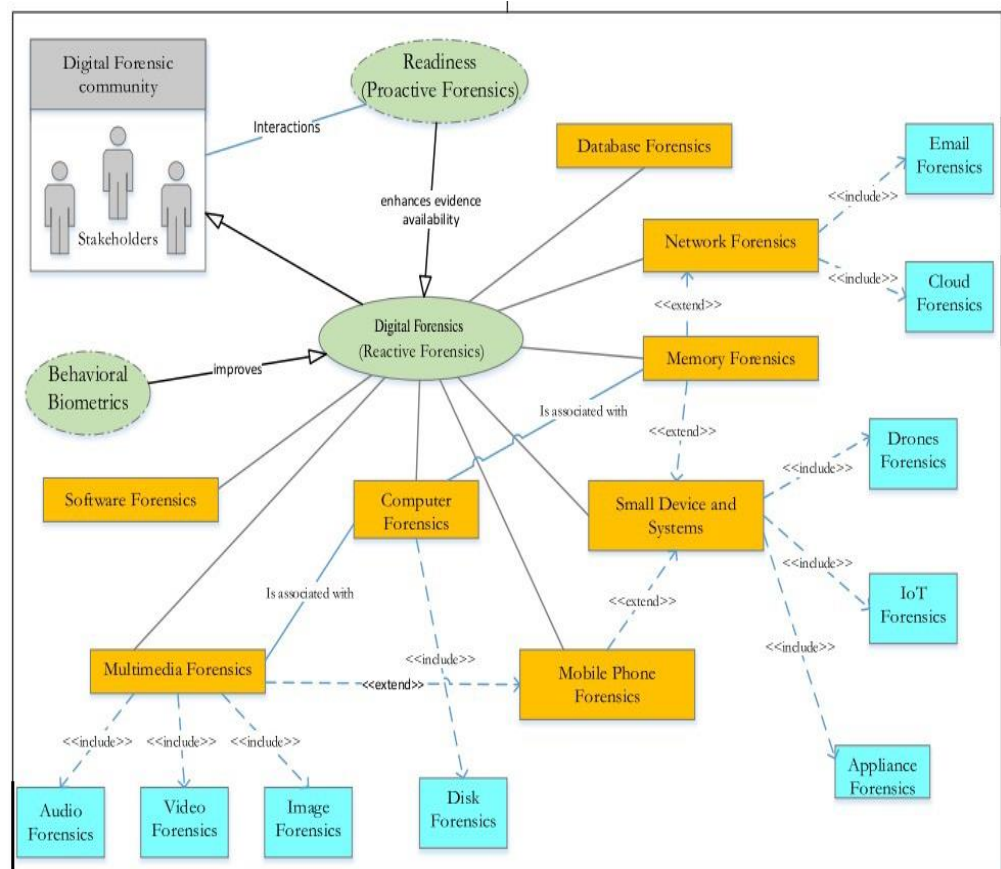 Digital Forensic
community
Stakeholders
Readiness
(Proactive Forensics)
Interactions
enhances evidence
availability
Database Forensics
Email
Forensics
<<include>>
Network Forensics
<<include>>
Cloud
Forensics
<<extend>>
Digital Forensics
(Reactive Forensics)
Memory Forensics
Behavioral
Biometrics
improves
Is associated with
<<extend>>
Drones
Forensics
<<include>>
Software Forensics
Computer
Forensics
Small Device and
Systems
<<include>>
IoT
Forensics
Is associated with
<<extend>>
<<include>>
Multimedia Forensics
<<include>>
<<extend>>
Mobile Phone
Forensics
<<include>>
<<include>>
<<include>>
Appliance
Forensics
Audio
Forensics
Video
Forensics
Image
Forensics
Disk
Forensics